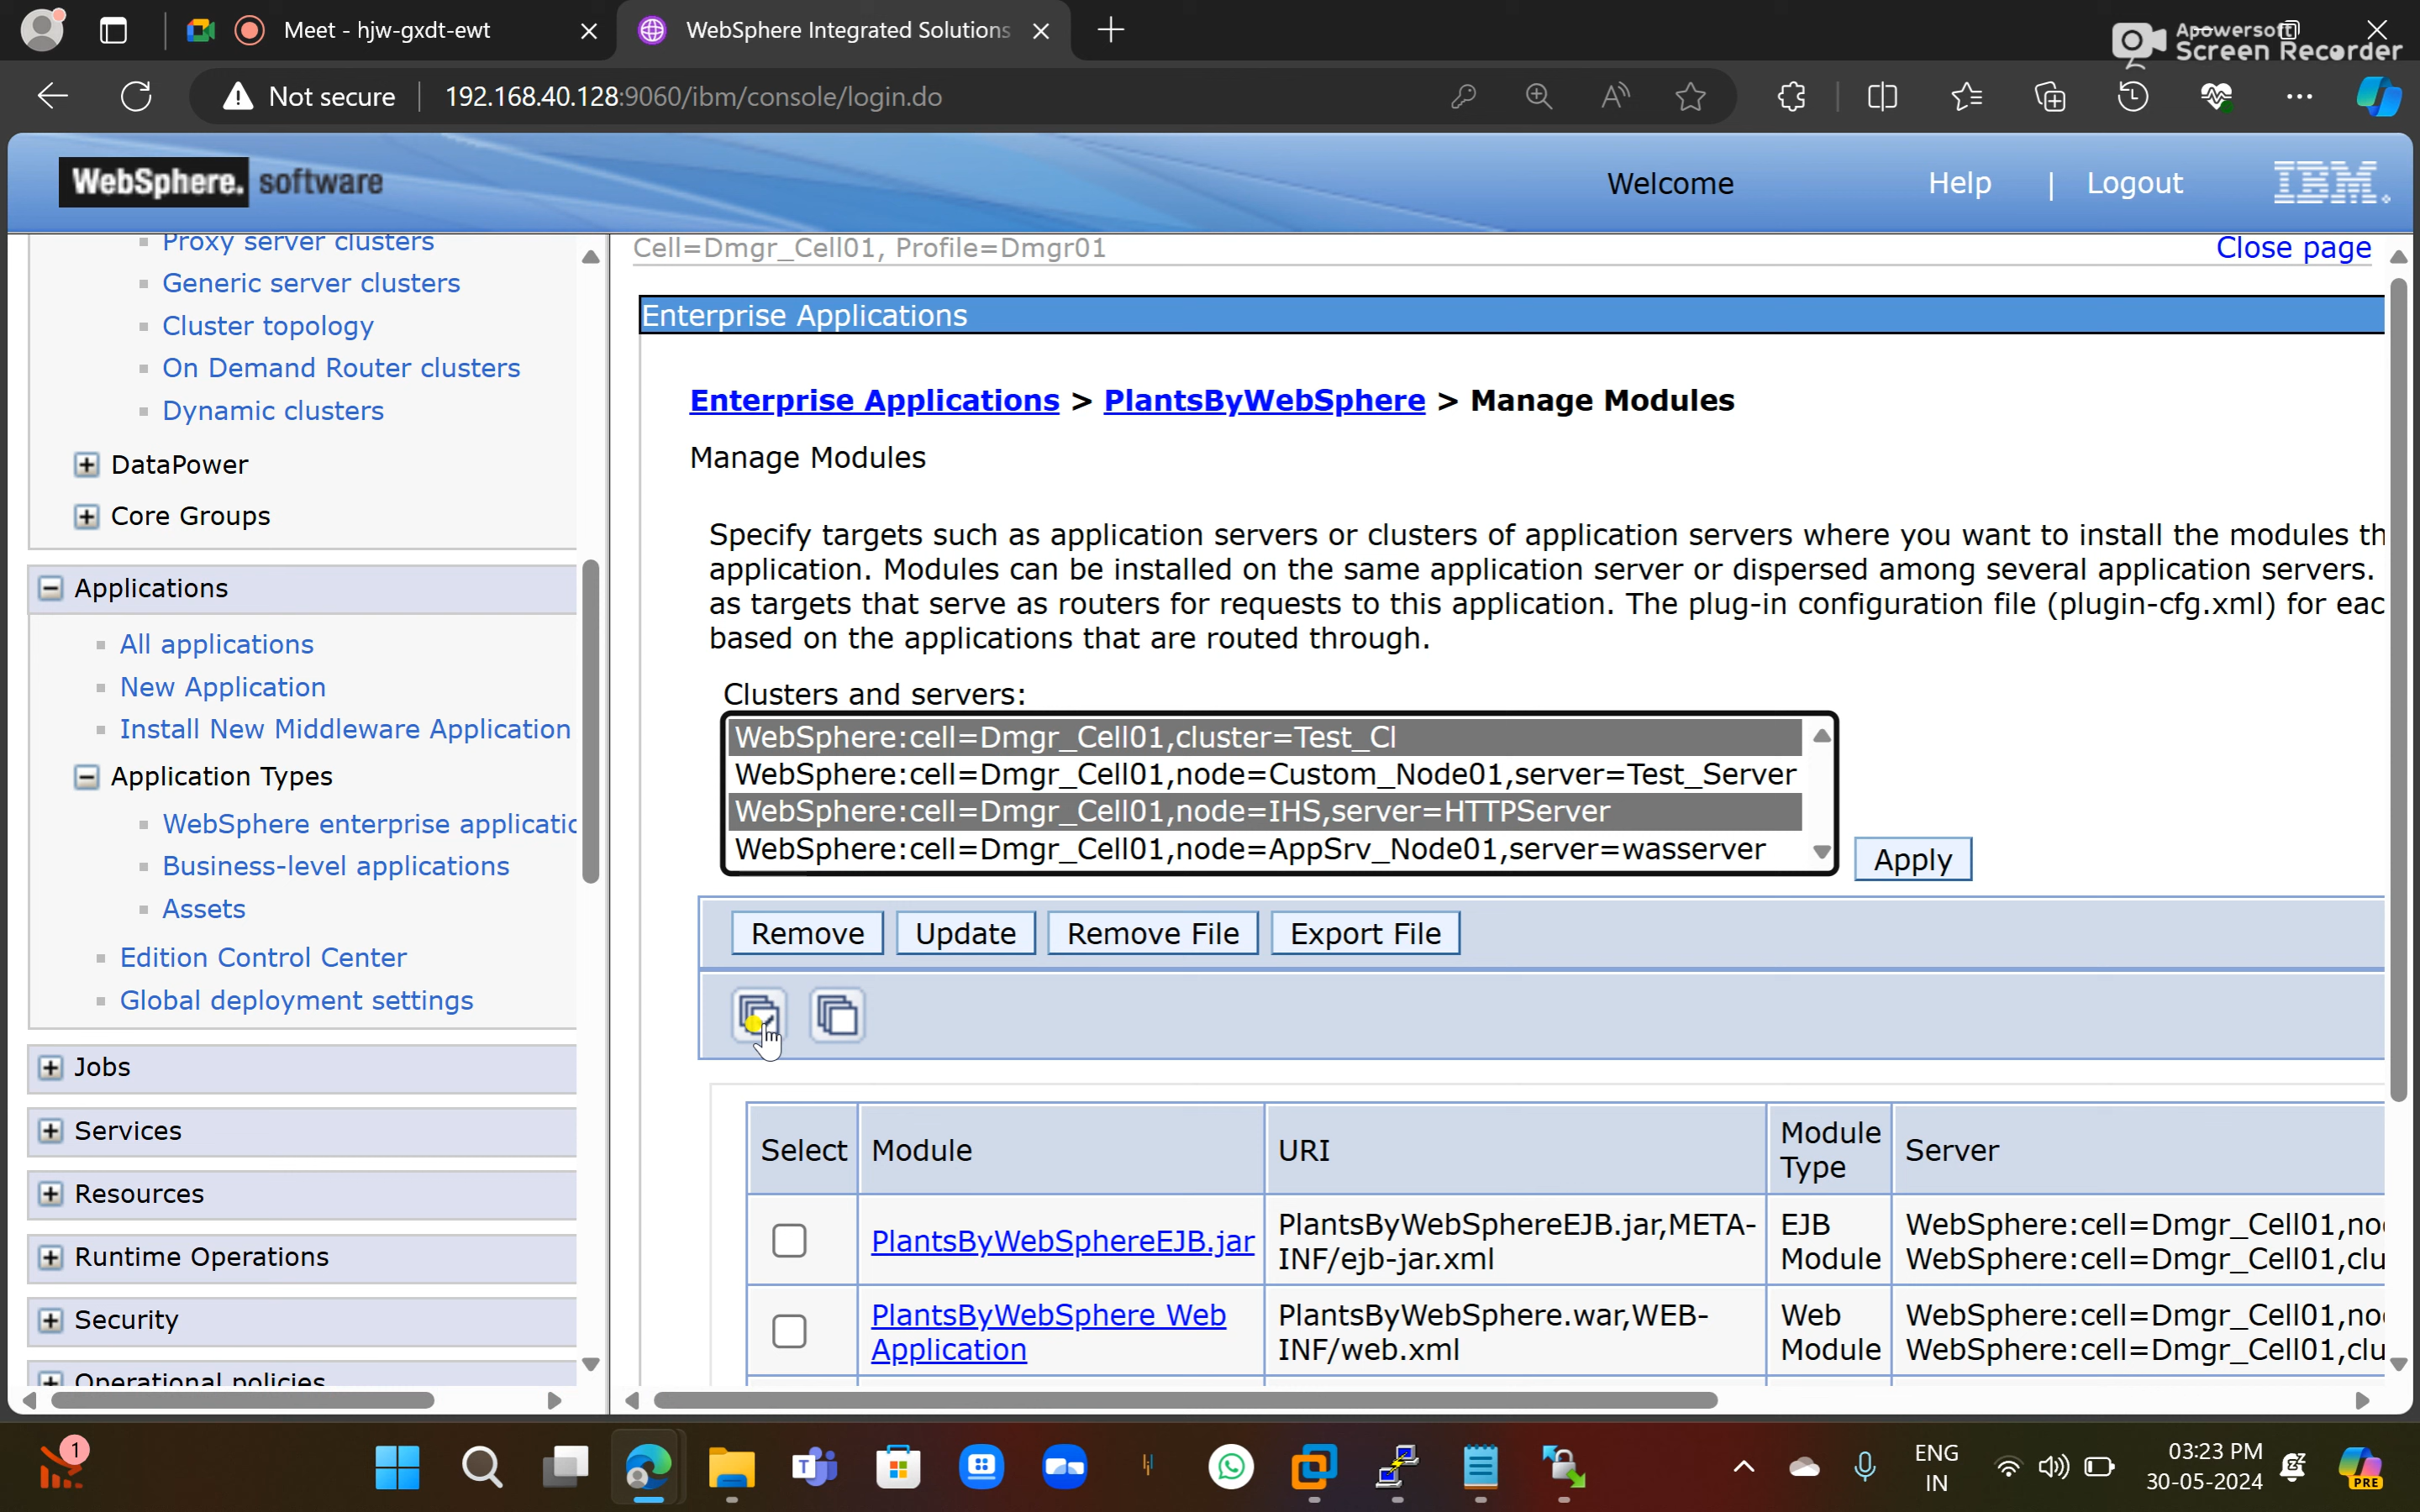 Meet - hjw-gxdt-ewt
WebSphere Integrated Solutions
Apowersoft
Screen Recorder
Not secure
192.168.40.128:9060/ibm/console/login.do
WebSphere. software
Welcome
Help | Logout
IBM.
Proxy server clusters
Generic server clusters
Cluster topology
On Demand Router clusters
Dynamic clusters
DataPower
Core Groups
Applications
All applications
New Application
Install New Middleware Application
Application Types
WebSphere enterprise applicatic
Business-level applications
Assets
Edition Control Center
Global deployment settings
Jobs
Services
Resources
Runtime Operations
Security
Operational policies
Cell=Dmgr_Cell01, Profile=Dmgr01
Close page
Enterprise Applications
Enterprise Applications > PlantsByWebSphere > Manage Modules
Manage Modules
Specify targets such as application servers or clusters of application servers where you want to install the modules th
application. Modules can be installed on the same application server or dispersed among several application servers.
as targets that serve as routers for requests to this application. The plug-in configuration file (plugin-cfg.xml) for eac
based on the applications that are routed through.
Clusters and servers:
WebSphere:cell=Dmgr_Cell01,cluster=Test_Cl
WebSphere:cell=Dmgr_Cell01,node=Custom_Node01,server=Test_Server
WebSphere:cell=Dmgr_Cell01,node=IHS,server=HTTPServer
WebSphere:cell=Dmgr_Cell01,node=AppSrv_Node01,server=wasserver
Apply
Remove Update Remove File Export File
Select Module URI Module Type Server
PlantsByWebSphereEJB.jar
PlantsByWebSphereEJB.jar,META-
INF/ejb-jar.xml
EJB
Module
WebSphere:cell=Dmgr_Cell01,no
WebSphere:cell=Dmgr_Cell01,clu
PlantsByWebSphere Web
Application
PlantsByWebSphere.war,WEB-
INF/web.xml
Web
Module
WebSphere:cell=Dmgr_Cell01,no
WebSphere:cell=Dmgr_Cell01,clu
1
ENG
IN
03:23 PM
30-05-2024
PRE